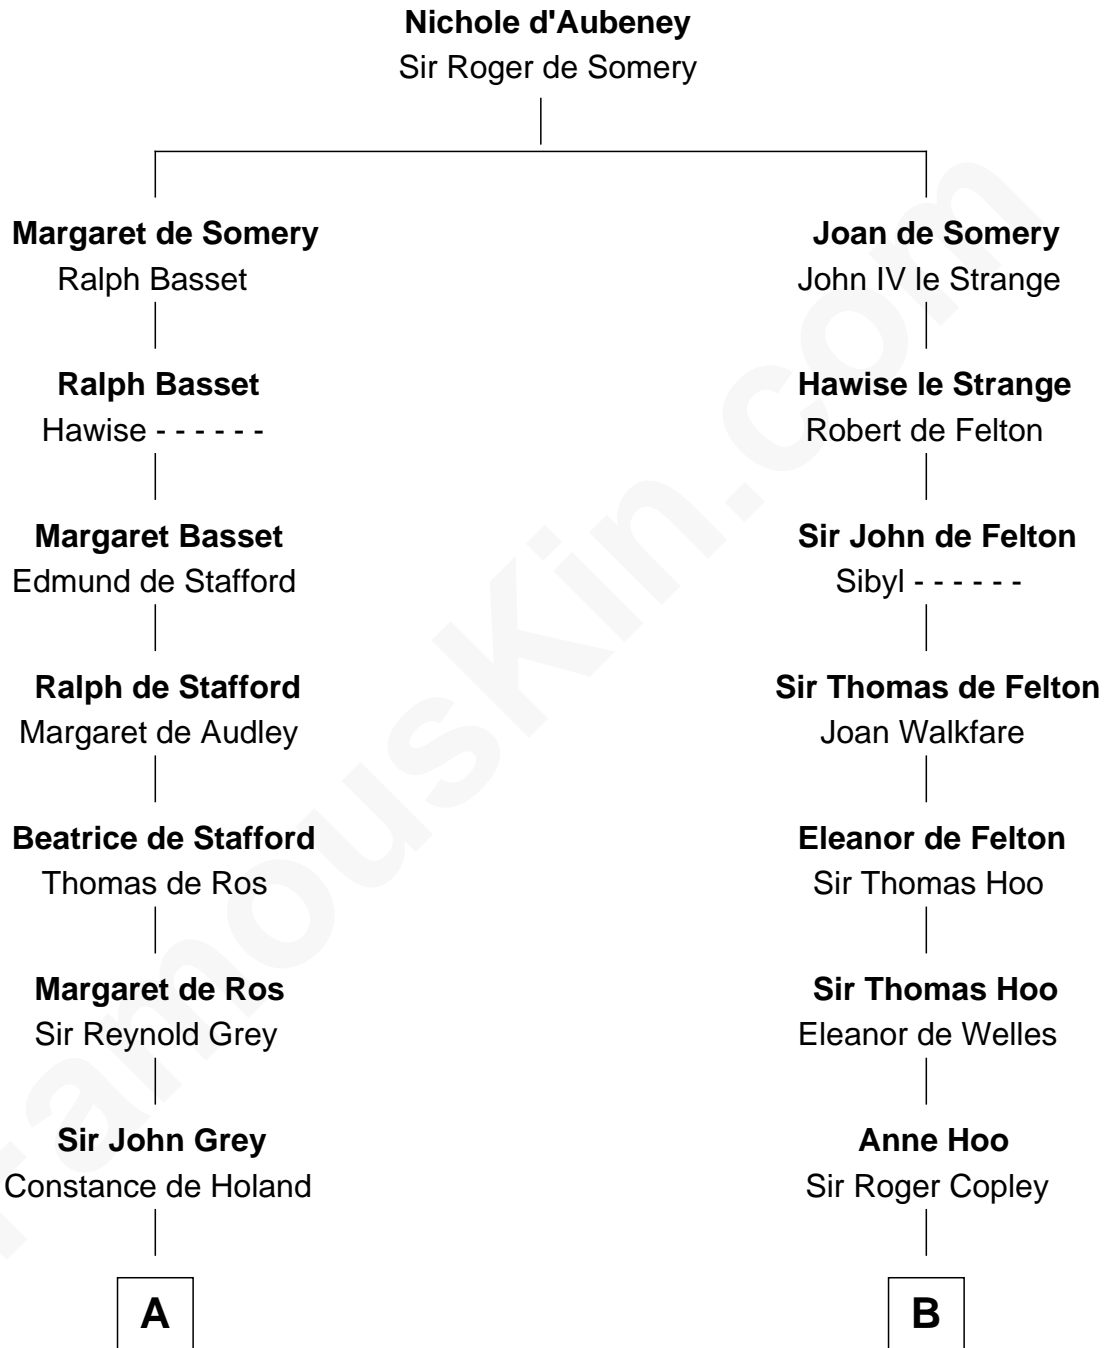 Nichole d'Aubeney
Sir Roger de Somery
Margaret de Somery
Ralph Basset
Joan de Somery
John IV le Strange
Ralph Basset
Hawise - - - - - -
Hawise le Strange
Robert de Felton
Margaret Basset
Edmund de Stafford
Sir John de Felton
Sibyl - - - - - -
Ralph de Stafford
Margaret de Audley
Sir Thomas de Felton
Joan Walkfare
Beatrice de Stafford
Thomas de Ros
Eleanor de Felton
Sir Thomas Hoo
Margaret de Ros
Sir Reynold Grey
Sir Thomas Hoo
Eleanor de Welles
Sir John Grey
Constance de Holand
Anne Hoo
Sir Roger Copley
A
B
FamousKin.com